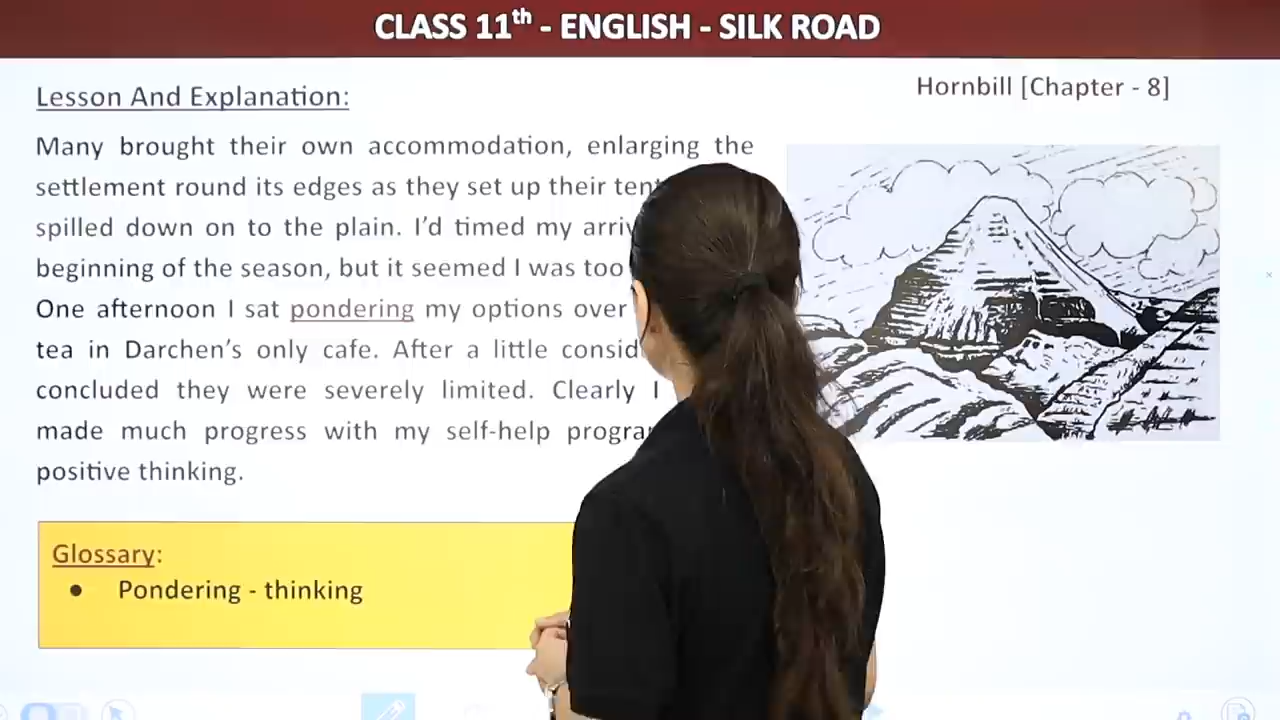 CLASS 11th - ENGLISH - SILK ROAD
Lesson And Explanation:
Hornbill [Chapter - 8]
Many brought their own accommodation, enlarging the
settlement round its edges as they set up their
spilled down on to the plain. I'd timed my
beginning of the season, but it seemed I was too
One afternoon I sat pondering my options over
tea in Darchen's only cafe. After a little
concluded they were severely limited. Clearly I
made much progress with my self-help
positive thinking.
Glossary:
● Pondering - thinking